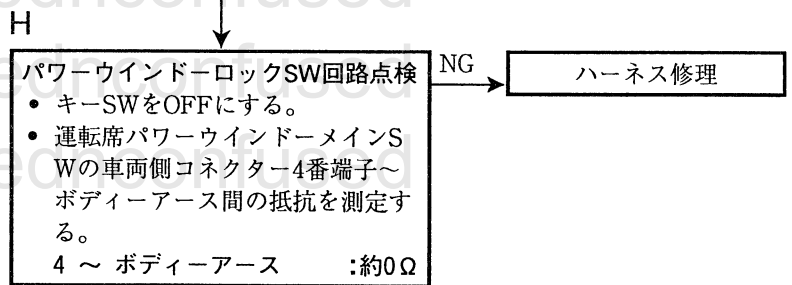 H
パワーウインドーロックSW回路点検
• キーSWをOFFにする。
• 運転席パワーウインドーメインS
Wの車両側コネクター4番端子～
ボディーアース間の抵抗を測定す
る。
4 ～ ボディーアース :約0Ω
NG
ハーネス修理
ednconfused
ednconfused
ednconfused